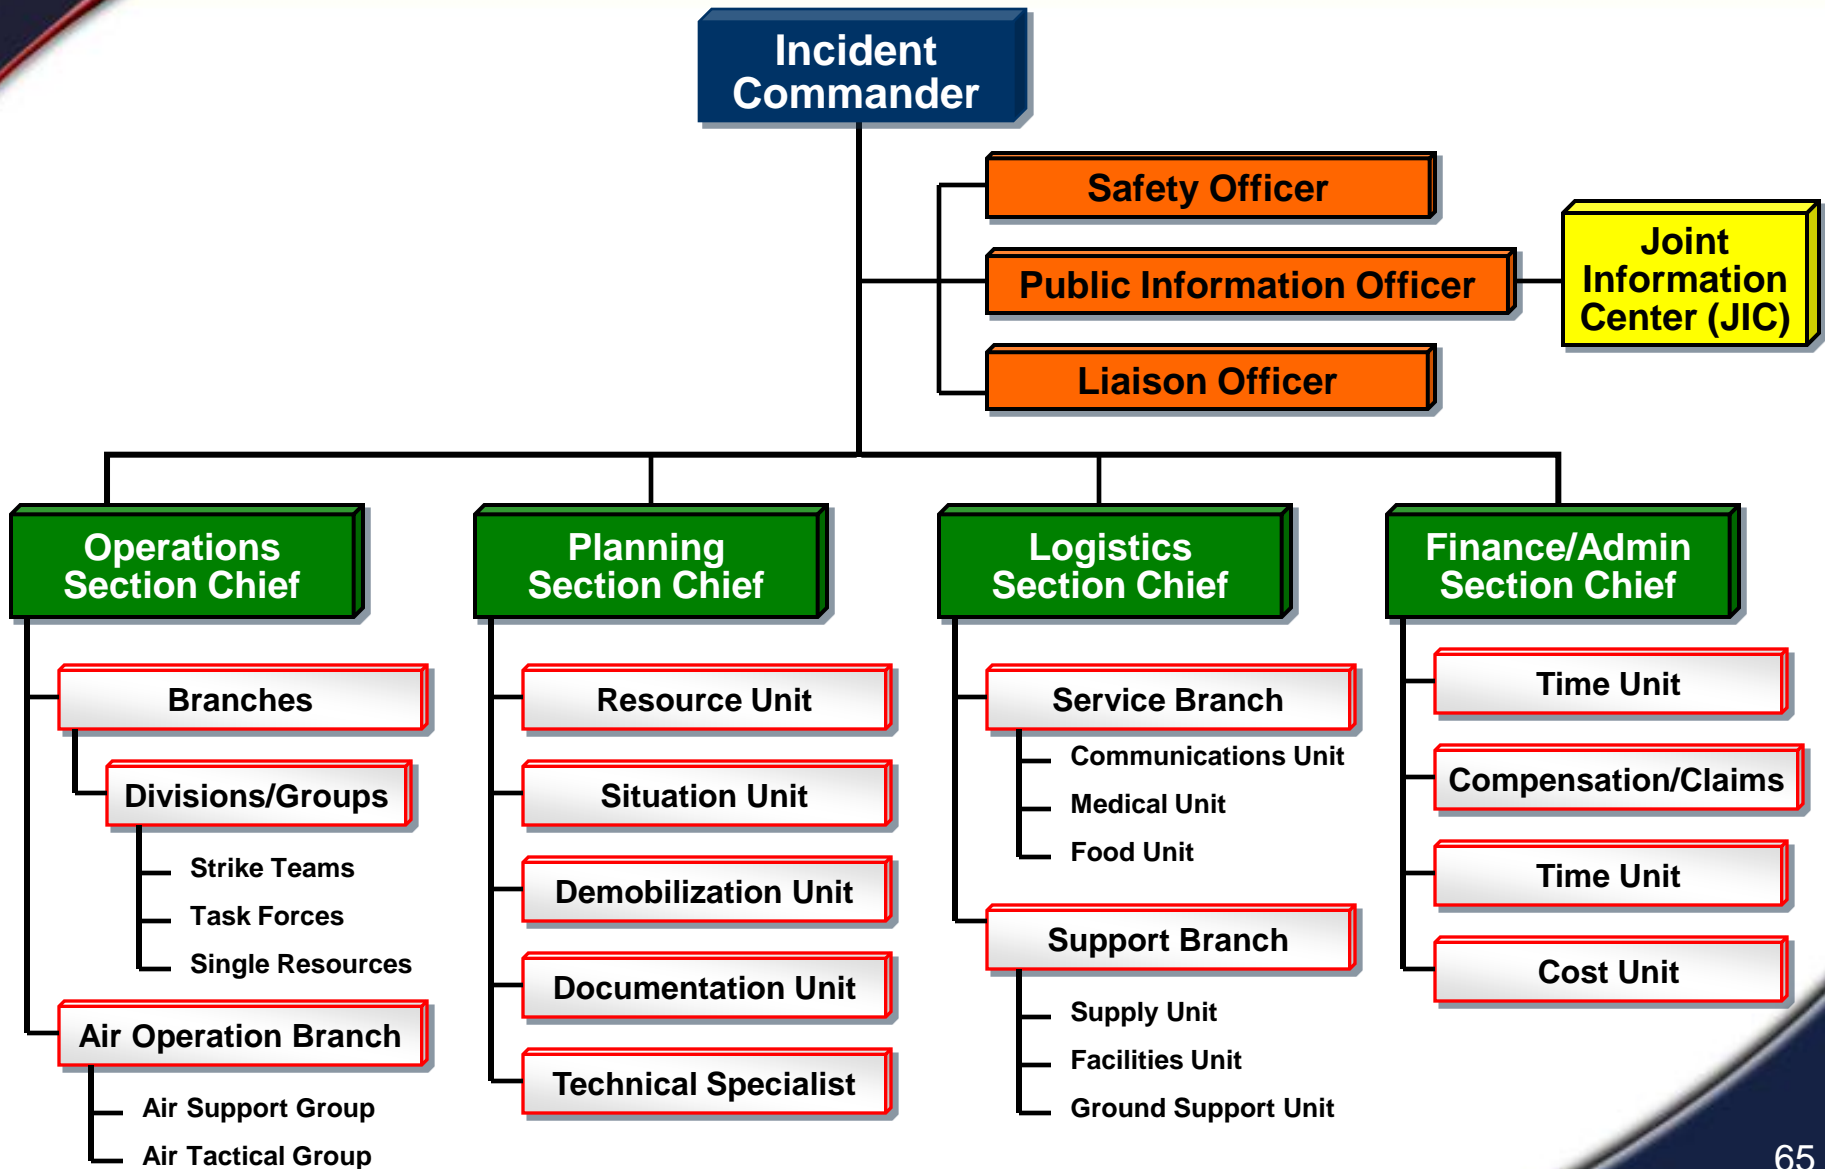 Incident
Commander
Safety Officer
Public Information Officer
Joint
Information
Center (JIC)
Liaison Officer
Operations
Section Chief
Branches
Divisions/Groups
Strike Teams
Task Forces
Single Resources
Air Operation Branch
Air Support Group
Air Tactical Group
Planning
Section Chief
Resource Unit
Situation Unit
Demobilization Unit
Documentation Unit
Technical Specialist
Logistics
Section Chief
Service Branch
Communications Unit
Medical Unit
Food Unit
Support Branch
Supply Unit
Facilities Unit
Ground Support Unit
Finance/Admin
Section Chief
Time Unit
Compensation/Claims
Time Unit
Cost Unit
65